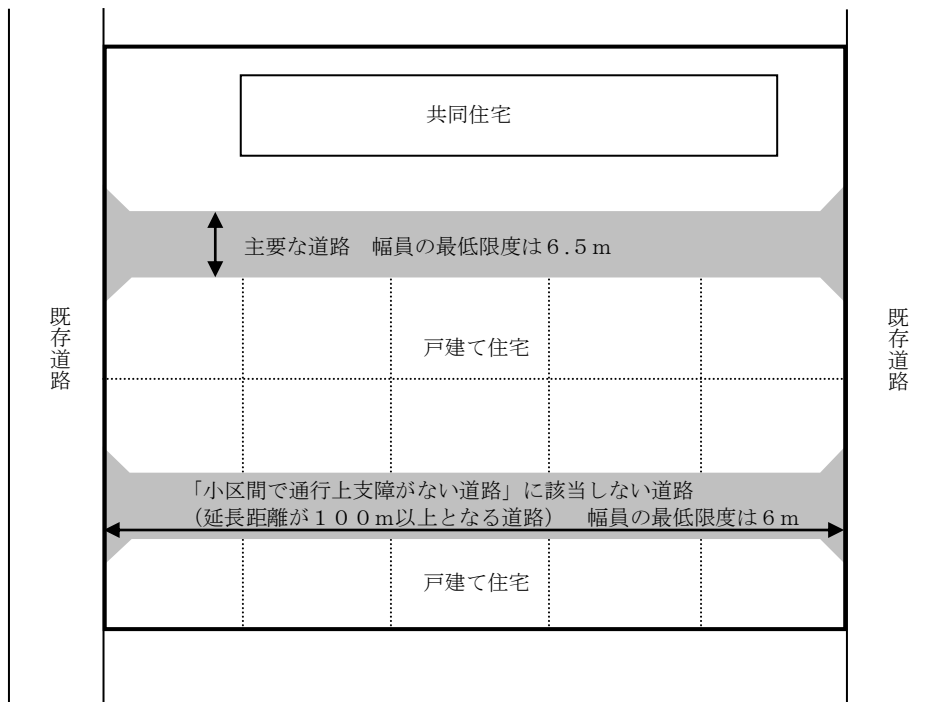 共同住宅
主要な道路　幅員の最低限度は６.５ｍ
既存道路
戸建て住宅
既存道路
「小区間で通行上支障がない道路」に該当しない道路
（延長距離が１００ｍ以上となる道路）　幅員の最低限度は６ｍ
戸建て住宅